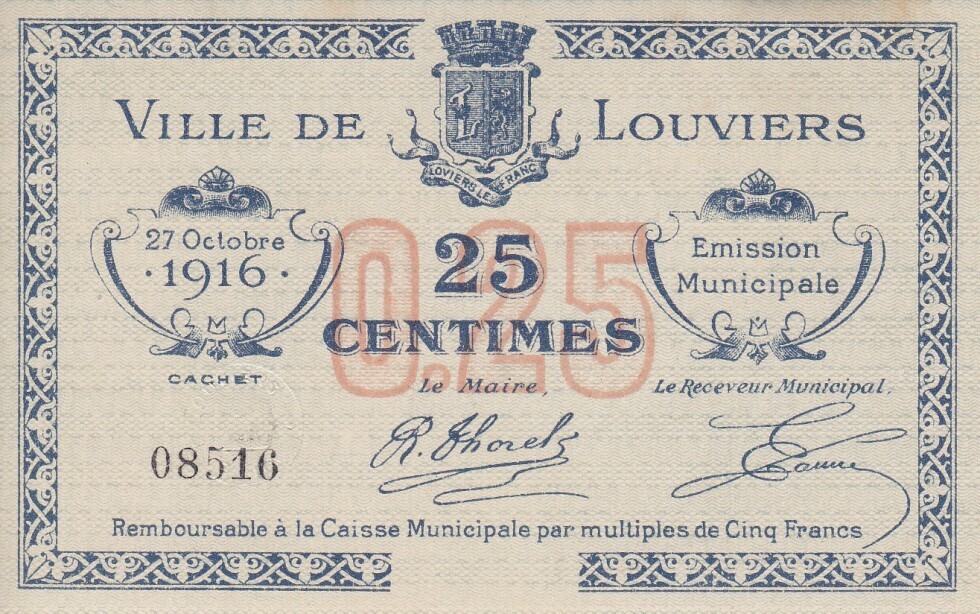 VILLE DE LOUVIERS
LOVIERS LE FRANC
27 Octobre
· 1916 ·
0.25
25
CENTIMES
Emission
Municipale
CACHET
Le Maire,
Le Receveur Municipal.
R. Thorel
08516
Remboursable à la Caisse Municipale par multiples de Cinq Francs